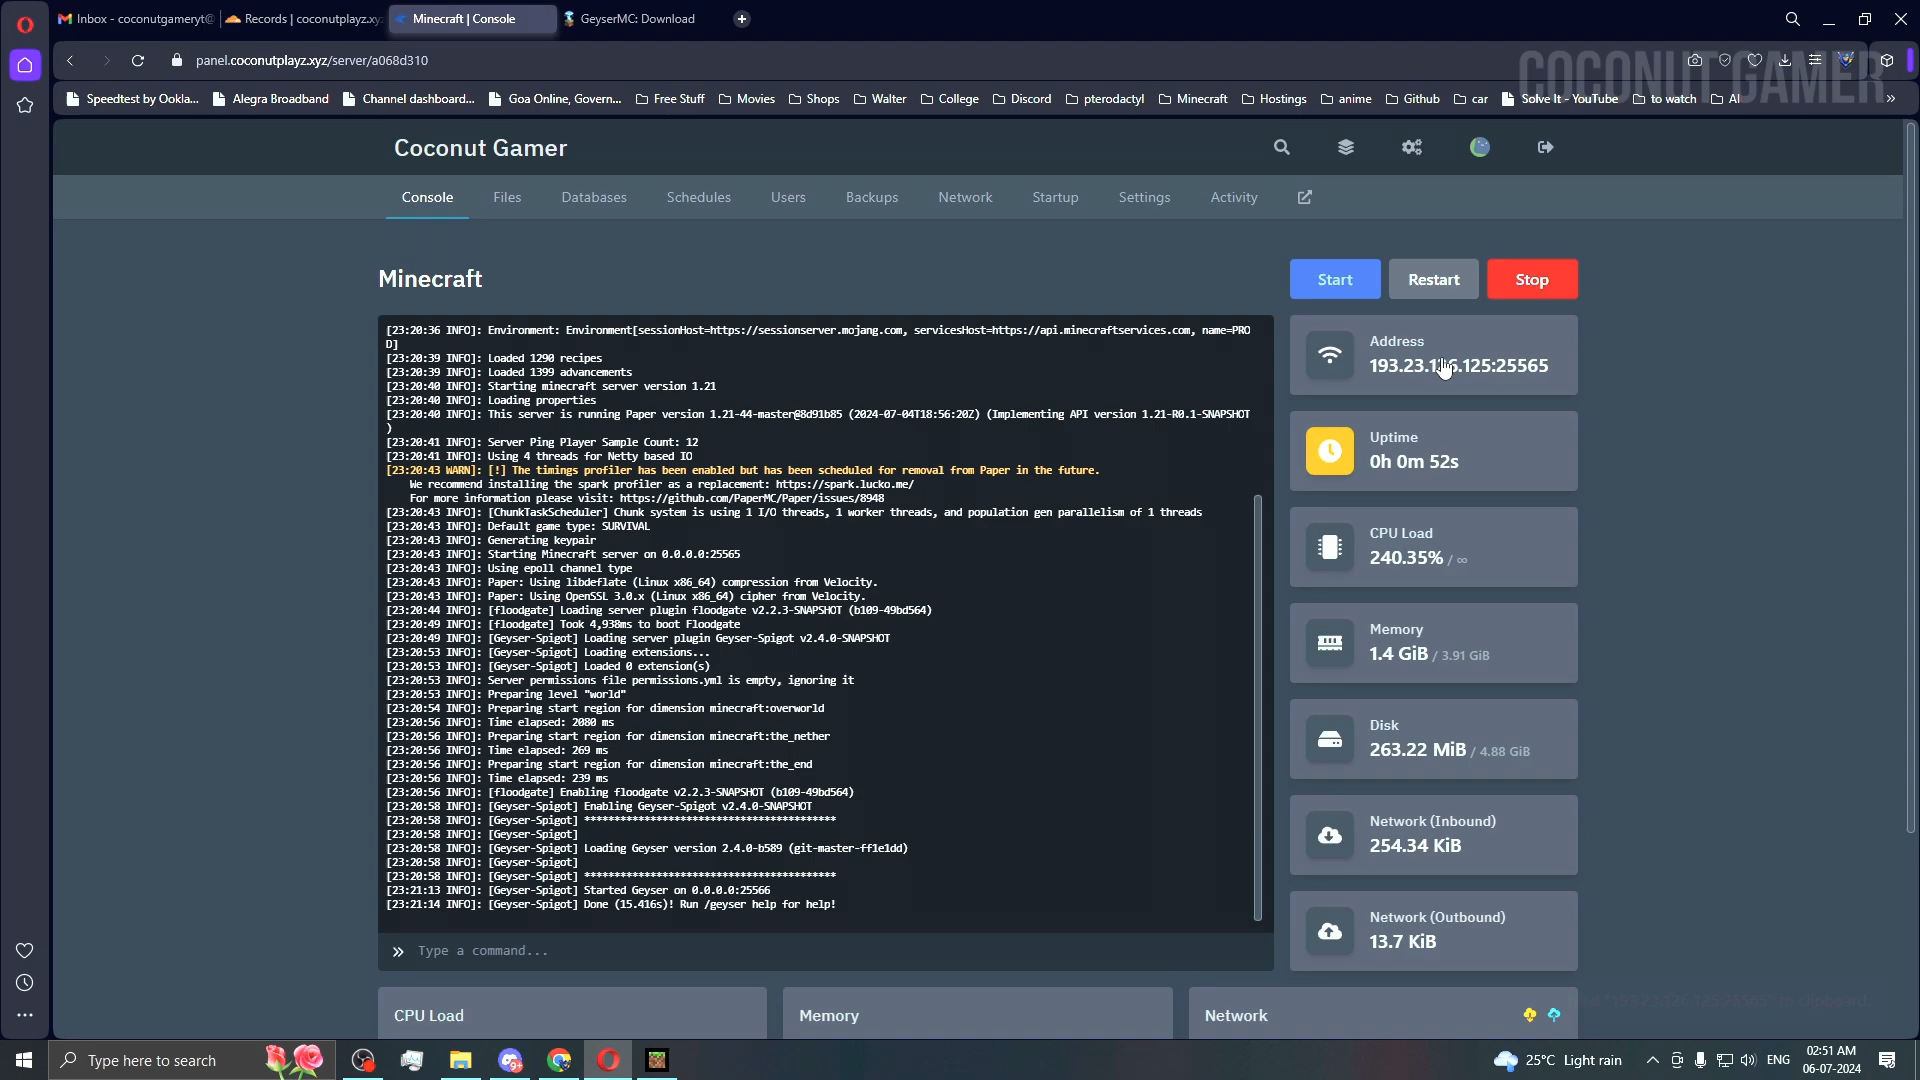 Inbox - coconutgameryt@
Records | coconutplayz.xy
Minecraft | Console
GeyserMC: Download
panel.coconutplayz.xyz/server/a068d310
COCONUT GAMER
Speedtest by Ookla...
Alegra Broadband
Channel dashboard...
Goa Online, Govern...
Free Stuff
Movies
Shops
Walter
College
Discord
pterodactyl
Minecraft
Hostings
anime
Github
car
Solve It - YouTube
to watch
AI
Coconut Gamer
Console
Files
Databases
Schedules
Users
Backups
Network
Startup
Settings
Activity
Minecraft
Start
Restart
Stop
[23:20:36 INFO]: Environment: Environment[sessionHost=https://sessionserver.mojang.com, servicesHost=https://api.minecraftservices.com, name=PRO
D]
[23:20:39 INFO]: Loaded 1290 recipes
[23:20:39 INFO]: Loaded 1399 advancements
[23:20:40 INFO]: Starting minecraft server version 1.21
[23:20:40 INFO]: Loading properties
[23:20:40 INFO]: This server is running Paper version 1.21-44-master@8d91b85 (2024-07-04T18:56:20Z) (Implementing API version 1.21-R0.1-SNAPSHOT
)
[23:20:41 INFO]: Server Ping Player Sample Count: 12
[23:20:41 INFO]: Using 4 threads for Netty based IO
[23:20:43 WARN]: [!] The timings profiler has been enabled but has been scheduled for removal from Paper in the future.
We recommend installing the spark profiler as a replacement: https://spark.lucko.me/
For more information please visit: https://github.com/PaperMC/Paper/issues/8948
[23:20:43 INFO]: [ChunkTaskScheduler] Chunk system is using 1 I/O threads, 1 worker threads, and population gen parallelism of 1 threads
[23:20:43 INFO]: Default game type: SURVIVAL
[23:20:43 INFO]: Generating keypair
[23:20:43 INFO]: Starting Minecraft server on 0.0.0.0:25565
[23:20:43 INFO]: Using epoll channel type
[23:20:43 INFO]: Paper: Using libdeflate (Linux x86_64) compression from Velocity.
[23:20:43 INFO]: Paper: Using OpenSSL 3.0.x (Linux x86_64) cipher from Velocity.
[23:20:44 INFO]: [floodgate] Loading server plugin floodgate v2.2.3-SNAPSHOT (b109-49bd564)
[23:20:49 INFO]: [floodgate] Took 4,938ms to boot Floodgate
[23:20:49 INFO]: [Geyser-Spigot] Loading server plugin Geyser-Spigot v2.4.0-SNAPSHOT
[23:20:53 INFO]: [Geyser-Spigot] Loading extensions...
[23:20:53 INFO]: [Geyser-Spigot] Loaded 0 extension(s)
[23:20:53 INFO]: Server permissions file permissions.yml is empty, ignoring it
[23:20:53 INFO]: Preparing level "world"
[23:20:54 INFO]: Preparing start region for dimension minecraft:overworld
[23:20:56 INFO]: Time elapsed: 2080 ms
[23:20:56 INFO]: Preparing start region for dimension minecraft:the_nether
[23:20:56 INFO]: Time elapsed: 269 ms
[23:20:56 INFO]: Preparing start region for dimension minecraft:the_end
[23:20:56 INFO]: Time elapsed: 239 ms
[23:20:56 INFO]: [floodgate] Enabling floodgate v2.2.3-SNAPSHOT (b109-49bd564)
[23:20:58 INFO]: [Geyser-Spigot] Enabling Geyser-Spigot v2.4.0-SNAPSHOT
[23:20:58 INFO]: [Geyser-Spigot] ******************************************
[23:20:58 INFO]: [Geyser-Spigot]
[23:20:58 INFO]: [Geyser-Spigot] Loading Geyser version 2.4.0-b589 (git-master-ff1e1dd)
[23:20:58 INFO]: [Geyser-Spigot]
[23:20:58 INFO]: [Geyser-Spigot] ******************************************
[23:21:13 INFO]: [Geyser-Spigot] Started Geyser on 0.0.0.0:25566
[23:21:14 INFO]: [Geyser-Spigot] Done (15.416s)! Run /geyser help for help!
Type a command...
Address
Uptime
0h 0m 52s
CPU Load
240.35% / ∞
Memory
1.4 GiB / 3.91 GiB
Disk
263.22 MiB / 4.88 GiB
Network (Inbound)
254.34 KiB
Network (Outbound)
13.7 KiB
CPU Load
Memory
Network
Type here to search
25°C Light rain
ENG
02:51 AM
06-07-2024